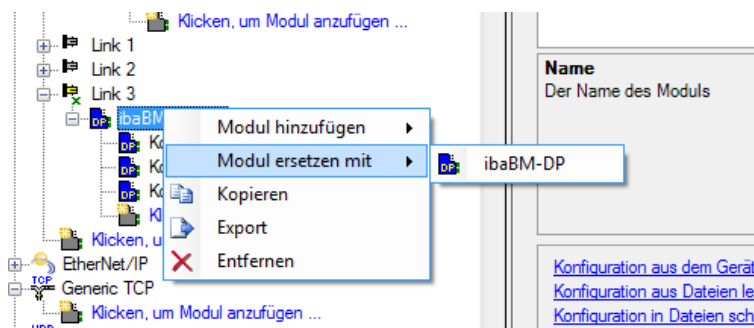 Klicken, um Modul anzufügen ...
Link 1
Link 2
Name
Der Name des Moduls
Link 3
ibaBM
Modul hinzufügen
Modul ersetzen mit
ibaBM-DP
Kopieren
Export
Klicken, u
EtherNet/IP
Entfernen
Konfiguration aus dem Gerät
TCP
Generic TCP
Konfiguration aus Dateien le
Klicken, um Modul anzufügen ...
Konfiguration in Dateien sch